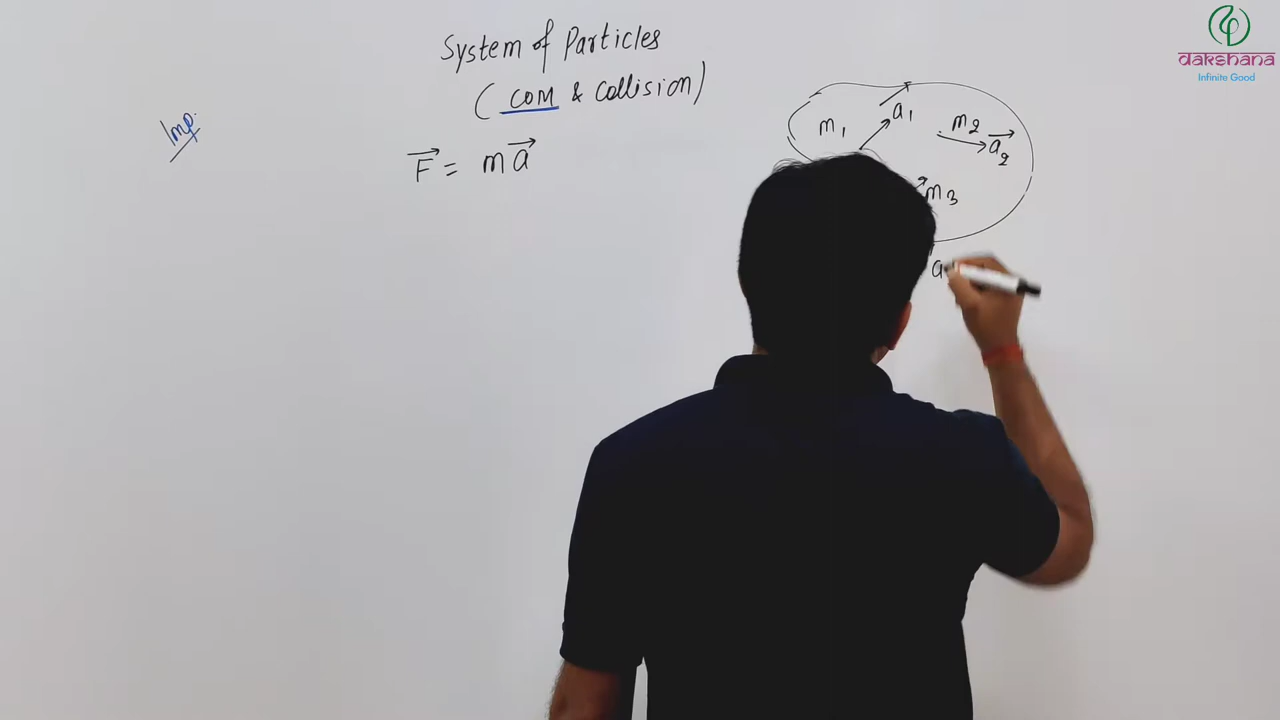 System of Particles
(COM & Collision)
Imp.
F = ma
m1
a1
m2
a2
m3
a
dakshana
Infinite Good